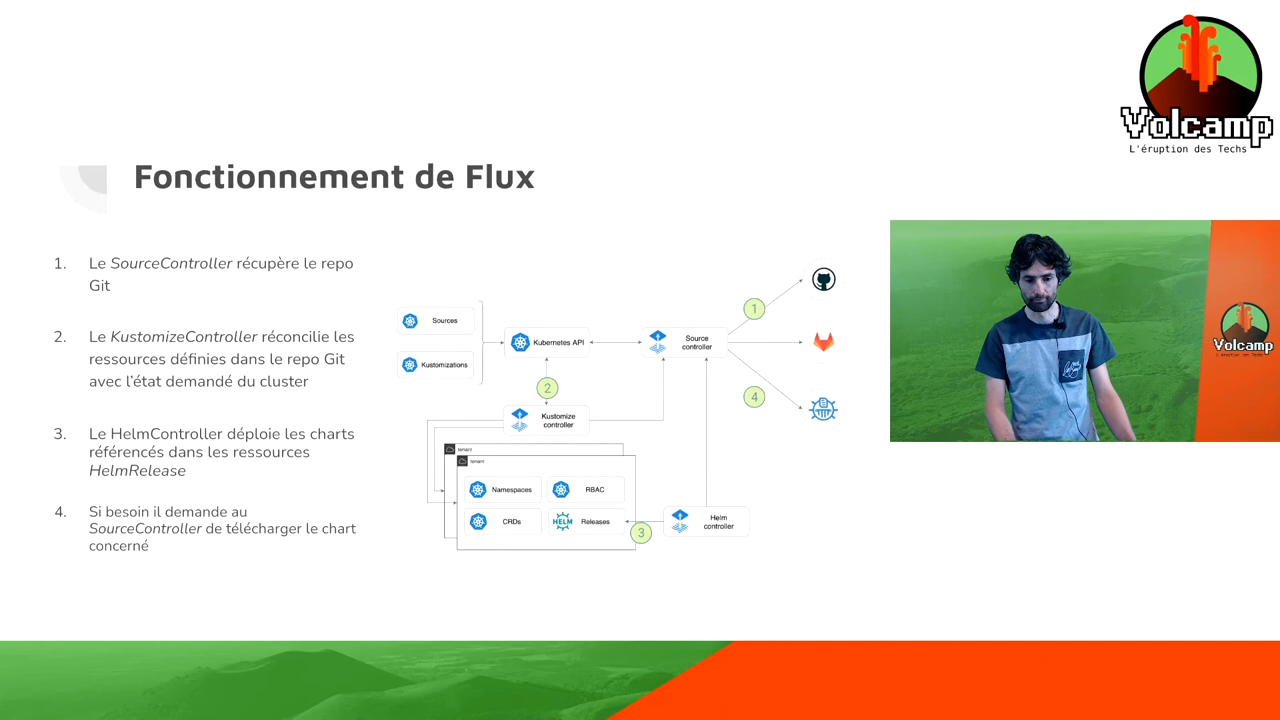 Volcamp
L'éruption des Techs
Fonctionnement de Flux
1. Le SourceController récupère le repo
Git
2. Le KustomizeController réconcilie les
ressources définies dans le repo Git
avec l'état demandé du cluster
3. Le HelmController déploie les charts
référencés dans les ressources
HelmRelease
4. Si besoin il demande au
SourceController de télécharger le chart
concerné
Sources
Kustomizations
Kubernetes API
Source
controller
1
2
4
Kustomize
controller
tenant
tenant
Namespaces
RBAC
CRDs
HELM
Releases
3
Helm
controller
Volcamp